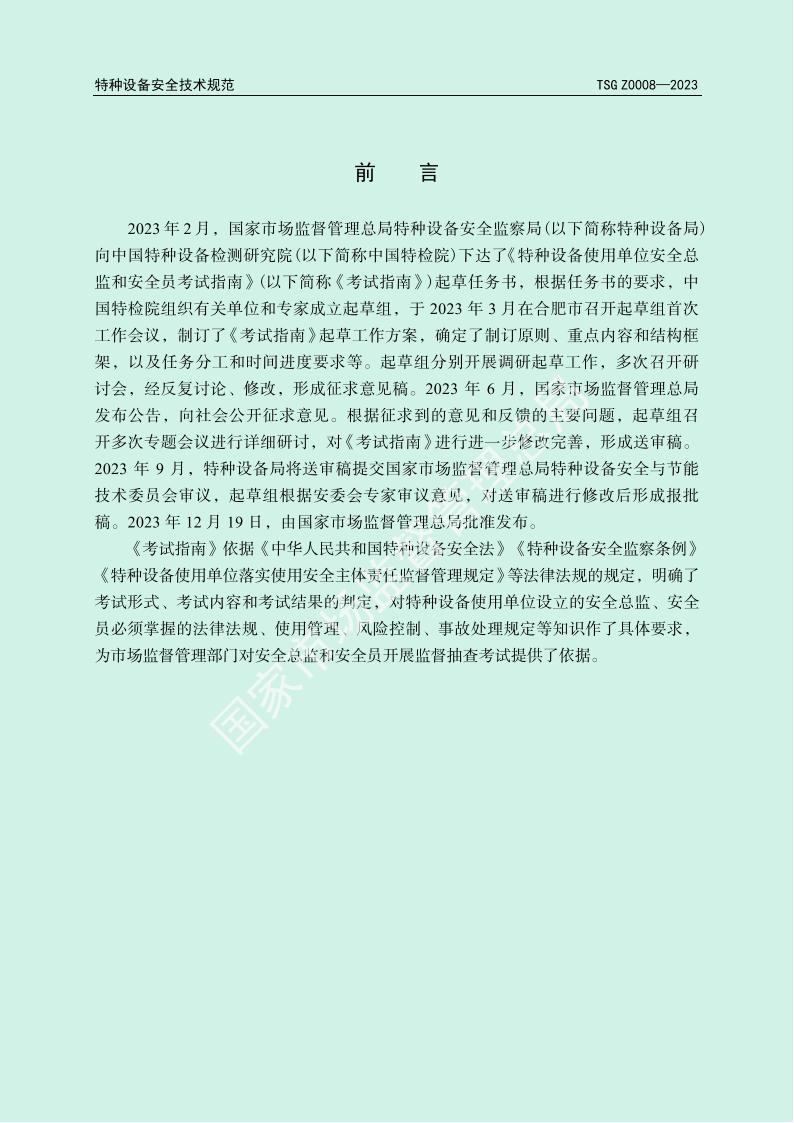 特种设备安全技术规范 TSG Z0008—2023
前 言
2023 年 2 月，国家市场监督管理总局特种设备安全监察局(以下简称特种设备局)
向中国特种设备检测研究院(以下简称中国特检院)下达了《特种设备使用单位安全总
监和安全员考试指南》(以下简称《考试指南》)起草任务书，根据任务书的要求，中
国特检院组织有关单位和专家成立起草组，于 2023 年 3 月在合肥市召开起草组首次
工作会议，制订了《考试指南》起草工作方案，确定了制订原则、重点内容和结构框
架，以及任务分工和时间进度要求等。起草组分别开展调研起草工作，多次召开研
讨会，经反复讨论、修改，形成征求意见稿。2023 年 6 月，国家市场监督管理总局
发布公告，向社会公开征求意见。根据征求到的意见和反馈的主要问题，起草组召
开多次专题会议进行详细研讨，对《考试指南》进行进一步修改完善，形成送审稿。
2023 年 9 月，特种设备局将送审稿提交国家市场监督管理总局特种设备安全与节能
技术委员会审议，起草组根据安委会专家审议意见，对送审稿进行修改后形成报批
稿。2023 年 12 月 19 日，由国家市场监督管理总局批准发布。
《考试指南》依据《中华人民共和国特种设备安全法》《特种设备安全监察条例》
《特种设备使用单位落实使用安全主体责任监督管理规定》等法律法规的规定，明确了
考试形式、考试内容和考试结果的判定，对特种设备使用单位设立的安全总监、安全
员必须掌握的法律法规、使用管理、风险控制、事故处理规定等知识作了具体要求，
为市场监督管理部门对安全总监和安全员开展监督抽查考试提供了依据。
国家市场监督管理总局